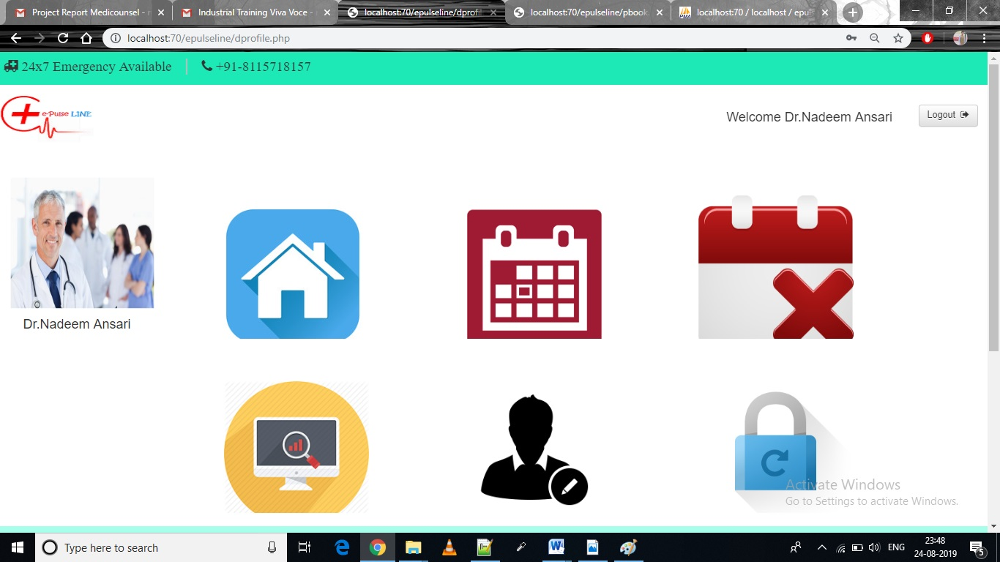 Project Report Medicounsel - m
Industrial Training Viva Voce -
localhost:70/epulseline/dprofil
localhost:70/epulseline/pbook
localhost:70 / localhost / epul
localhost:70/epulseline/dprofile.php
24x7 Emergency Available
+91-8115718157
e-Pulse LINE
Welcome Dr.Nadeem Ansari
Logout
Dr.Nadeem Ansari
Activate Windows
Go to Settings to activate Windows.
Type here to search
ENG
23:48
24-08-2019
5